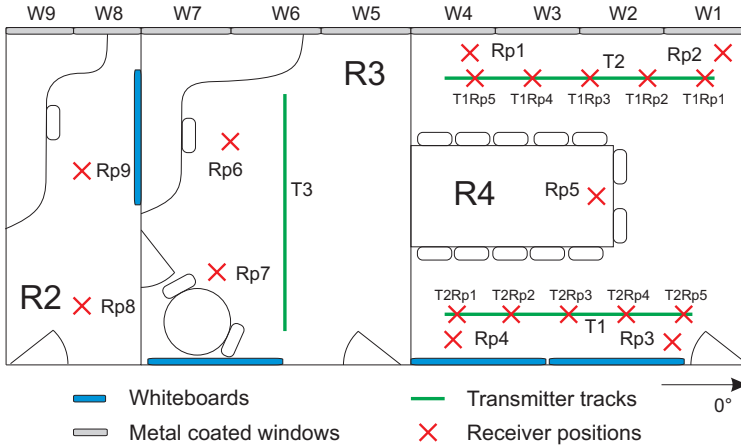 W9 W8 W7 W6 W5 W4 W3 W2 W1
Rp1 T2 Rp2
R3
T1Rp5 T1Rp4 T1Rp3 T1Rp2 T1Rp1
Rp9 Rp6 T3 R4 Rp5
Rp7
R2 Rp8
T2Rp1 T2Rp2 T2Rp3 T2Rp4 T2Rp5
Rp4 T1 Rp3
Whiteboards Transmitter tracks 0°
Metal coated windows Receiver positions